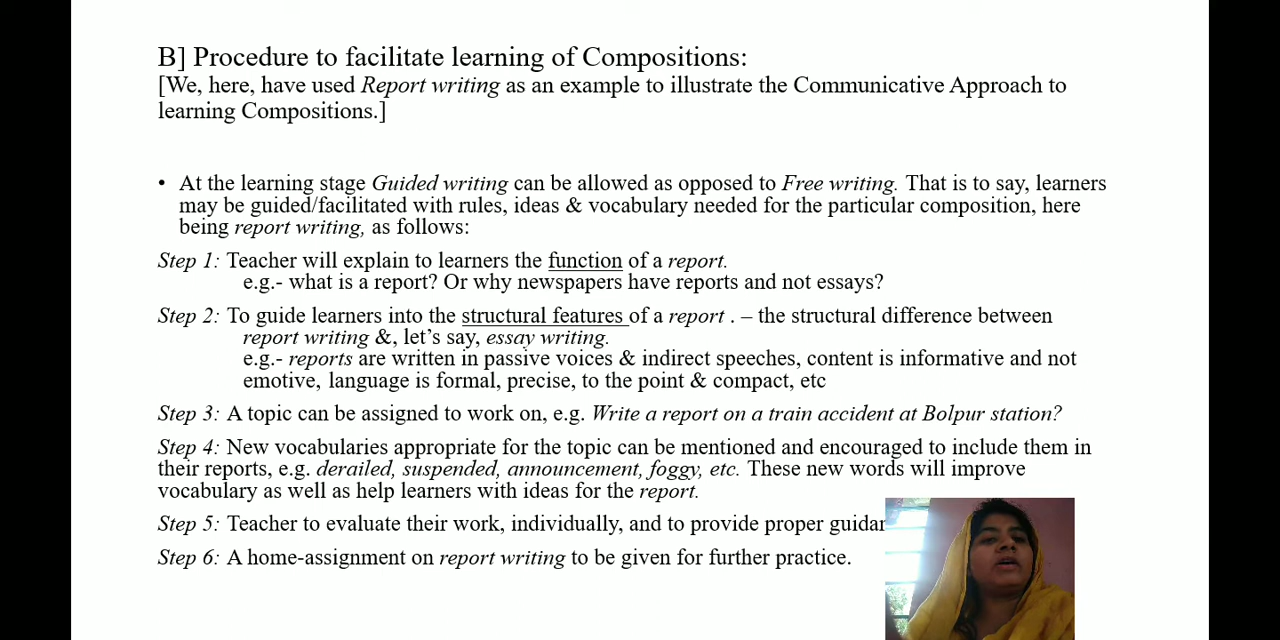 B] Procedure to facilitate learning of Compositions:
[We, here, have used Report writing as an example to illustrate the Communicative Approach to
learning Compositions.]
• At the learning stage Guided writing can be allowed as opposed to Free writing. That is to say, learners
may be guided/facilitated with rules, ideas & vocabulary needed for the particular composition, here
being report writing, as follows:
Step 1: Teacher will explain to learners the function of a report.
e.g.- what is a report? Or why newspapers have reports and not essays?
Step 2: To guide learners into the structural features of a report . – the structural difference between
report writing &, let’s say, essay writing.
e.g.- reports are written in passive voices & indirect speeches, content is informative and not
emotive, language is formal, precise, to the point & compact, etc
Step 3: A topic can be assigned to work on, e.g. Write a report on a train accident at Bolpur station?
Step 4: New vocabularies appropriate for the topic can be mentioned and encouraged to include them in
their reports, e.g. derailed, suspended, announcement, foggy, etc. These new words will improve
vocabulary as well as help learners with ideas for the report.
Step 5: Teacher to evaluate their work, individually, and to provide proper
Step 6: A home-assignment on report writing to be given for further practice.